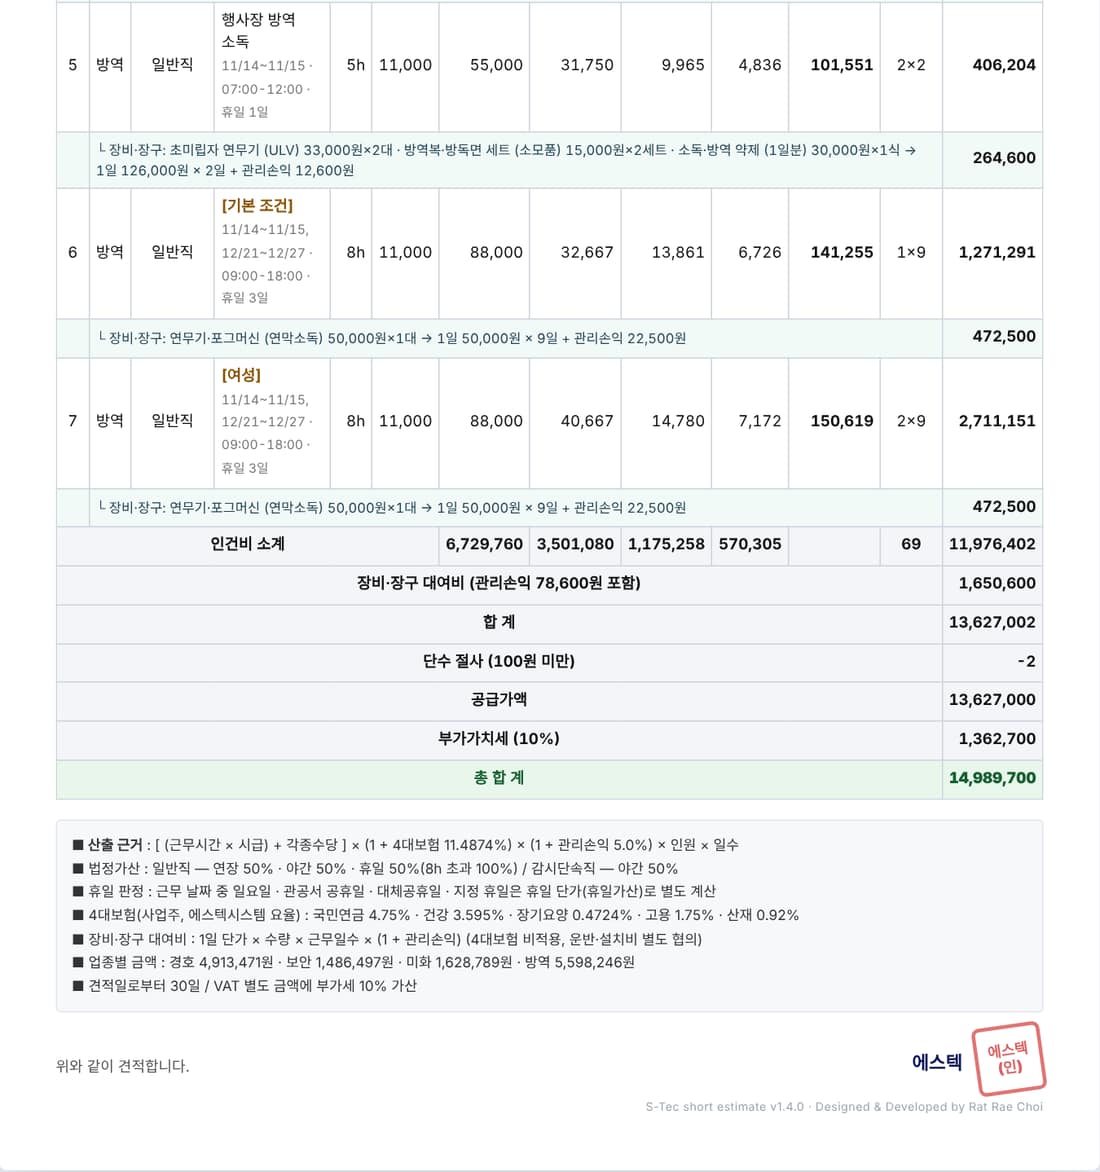 행사장 방역
소독
5 방역 일반직 11/14~11/15 · 5h 11,000 55,000 31,750 9,965 4,836 101,551 2×2 406,204
07:00-12:00 ·
휴일 1일
└ 장비·장구: 초미립자 연무기 (ULV) 33,000원×2대 · 방역복·방독면 세트 (소모품) 15,000원×2세트 · 소독·방역 약제 (1일분) 30,000원×1식 →
1일 126,000원 × 2일 + 관리손익 12,600원 264,600
[기본 조건]
11/14~11/15,
6 방역 일반직 12/21~12/27 · 8h 11,000 88,000 32,667 13,861 6,726 141,255 1×9 1,271,291
09:00-18:00 ·
휴일 3일
└ 장비·장구: 연무기·포그머신 (연막소독) 50,000원×1대 → 1일 50,000원 × 9일 + 관리손익 22,500원 472,500
[여성]
11/14~11/15,
7 방역 일반직 12/21~12/27 · 8h 11,000 88,000 40,667 14,780 7,172 150,619 2×9 2,711,151
09:00-18:00 ·
휴일 3일
└ 장비·장구: 연무기·포그머신 (연막소독) 50,000원×1대 → 1일 50,000원 × 9일 + 관리손익 22,500원 472,500
인건비 소계 6,729,760 3,501,080 1,175,258 570,305 69 11,976,402
장비·장구 대여비 (관리손익 78,600원 포함) 1,650,600
합 계 13,627,002
단수 절사 (100원 미만) -2
공급가액 13,627,000
부가가치세 (10%) 1,362,700
총 합 계 14,989,700
■ 산출 근거 : [ (근무시간 × 시급) + 각종수당 ] × (1 + 4대보험 11.4874%) × (1 + 관리손익 5.0%) × 인원 × 일수
■ 법정가산 : 일반직 — 연장 50% · 야간 50% · 휴일 50%(8h 초과 100%) / 감시단속직 — 야간 50%
■ 휴일 판정 : 근무 날짜 중 일요일 · 관공서 공휴일 · 대체공휴일 · 지정 휴일은 휴일 단가(휴일가산)로 별도 계산
■ 4대보험(사업주, 에스텍시스템 요율) : 국민연금 4.75% · 건강 3.595% · 장기요양 0.4724% · 고용 1.75% · 산재 0.92%
■ 장비·장구 대여비 : 1일 단가 × 수량 × 근무일수 × (1 + 관리손익) (4대보험 비적용, 운반·설치비 별도 협의)
■ 업종별 금액 : 경호 4,913,471원 · 보안 1,486,497원 · 미화 1,628,789원 · 방역 5,598,246원
■ 견적일로부터 30일 / VAT 별도 금액에 부가세 10% 가산
위와 같이 견적합니다.
에스텍
에스텍
(인)
S-Tec short estimate v1.4.0 · Designed & Developed by Rat Rae Choi